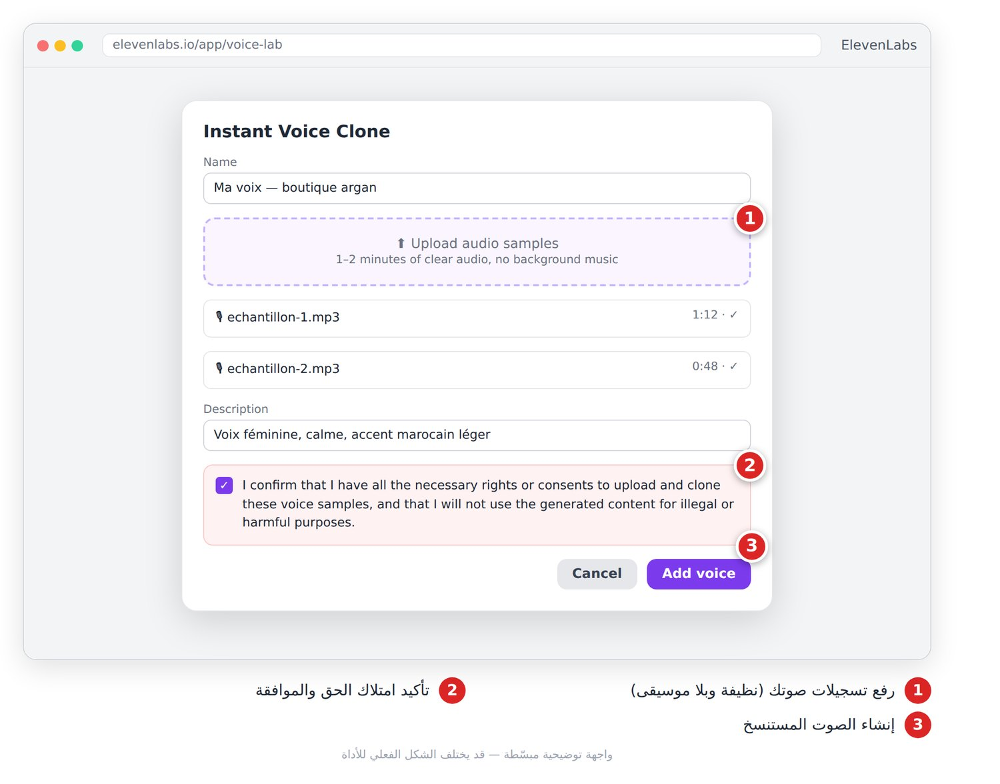 elevenlabs.io/app/voice-lab
ElevenLabs
Instant Voice Clone
Name
Ma voix — boutique argan
1
⬆ Upload audio samples
1–2 minutes of clear audio, no background music
🎙 echantillon-1.mp3
1:12 · ✓
🎙 echantillon-2.mp3
0:48 · ✓
Description
Voix féminine, calme, accent marocain léger
2
✓ I confirm that I have all the necessary rights or consents to upload and clone
these voice samples, and that I will not use the generated content for illegal or
harmful purposes.
3
Cancel
Add voice
1 رفع تسجيلات صوتك (نظيفة وبلا موسيقى)
2 تأكيد امتلاك الحق والموافقة
3 إنشاء الصوت المستنسخ
واجهة توضيحية مبسّطة — قد يختلف الشكل الفعلي للأداة